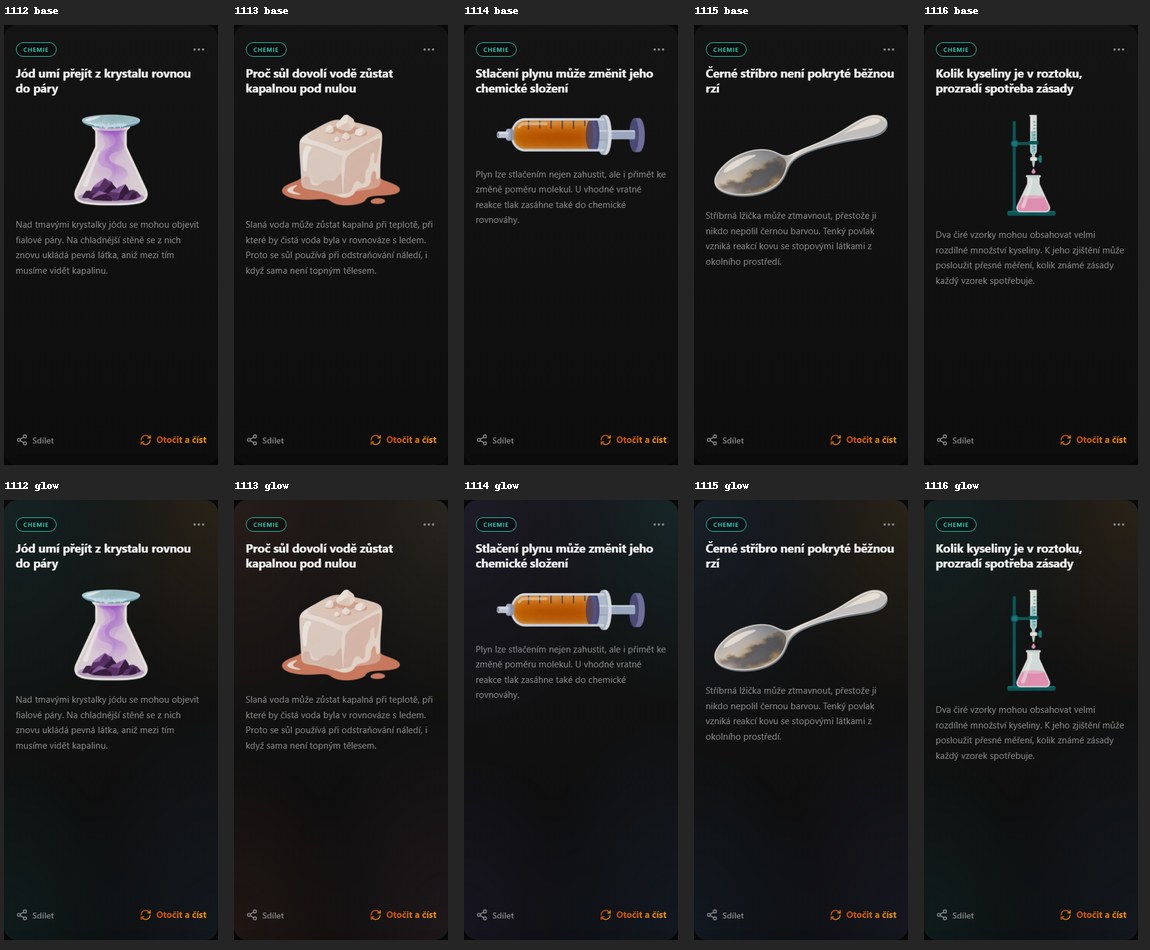 1112 base
CHEMIE
Jód umí přejít z krystalu rovnou
do páry
Nad tmavými krystalky jódu se mohou objevit
fialové páry. Na chladnější stěně se z nich
znovu ukládá pevná látka, aniž mezi tím
musíme vidět kapalinu.
Sdílet
Otočit a číst
1113 base
CHEMIE
Proč sůl dovolí vodě zůstat
kapalnou pod nulou
Slaná voda může zůstat kapalná při teplotě, při
které by čistá voda byla v rovnováze s ledem.
Proto se sůl používá při odstraňování náledí, i
když sama není topným tělesem.
Sdílet
Otočit a číst
1114 base
CHEMIE
Stlačení plynu může změnit jeho
chemické složení
Plyn lze stlačením nejen zahustit, ale i přimět ke
změně poměru molekul. U vhodné vratné
reakce tlak zasáhne také do chemické
rovnováhy.
Sdílet
Otočit a číst
1115 base
CHEMIE
Černé stříbro není pokryté běžnou
rzí
Stříbrná lžička může ztmavnout, přestože ji
nikdo nepolil černou barvou. Tenký povlak
vzniká reakcí kovu se stopovými látkami z
okolního prostředí.
Sdílet
Otočit a číst
1116 base
CHEMIE
Kolik kyseliny je v roztoku,
prozradí spotřeba zásady
Dva čiré vzorky mohou obsahovat velmi
rozdílné množství kyseliny. K jeho zjištění může
posloužit přesné měření, kolik známé zásady
každý vzorek spotřebuje.
Sdílet
Otočit a číst
1112 glow
CHEMIE
Jód umí přejít z krystalu rovnou
do páry
Nad tmavými krystalky jódu se mohou objevit
fialové páry. Na chladnější stěně se z nich
znovu ukládá pevná látka, aniž mezi tím
musíme vidět kapalinu.
Sdílet
Otočit a číst
1113 glow
CHEMIE
Proč sůl dovolí vodě zůstat
kapalnou pod nulou
Slaná voda může zůstat kapalná při teplotě, při
které by čistá voda byla v rovnováze s ledem.
Proto se sůl používá při odstraňování náledí, i
když sama není topným tělesem.
Sdílet
Otočit a číst
1114 glow
CHEMIE
Stlačení plynu může změnit jeho
chemické složení
Plyn lze stlačením nejen zahustit, ale i přimět ke
změně poměru molekul. U vhodné vratné
reakce tlak zasáhne také do chemické
rovnováhy.
Sdílet
Otočit a číst
1115 glow
CHEMIE
Černé stříbro není pokryté běžnou
rzí
Stříbrná lžička může ztmavnout, přestože ji
nikdo nepolil černou barvou. Tenký povlak
vzniká reakcí kovu se stopovými látkami z
okolního prostředí.
Sdílet
Otočit a číst
1116 glow
CHEMIE
Kolik kyseliny je v roztoku,
prozradí spotřeba zásady
Dva čiré vzorky mohou obsahovat velmi
rozdílné množství kyseliny. K jeho zjištění může
posloužit přesné měření, kolik známé zásady
každý vzorek spotřebuje.
Sdílet
Otočit a číst